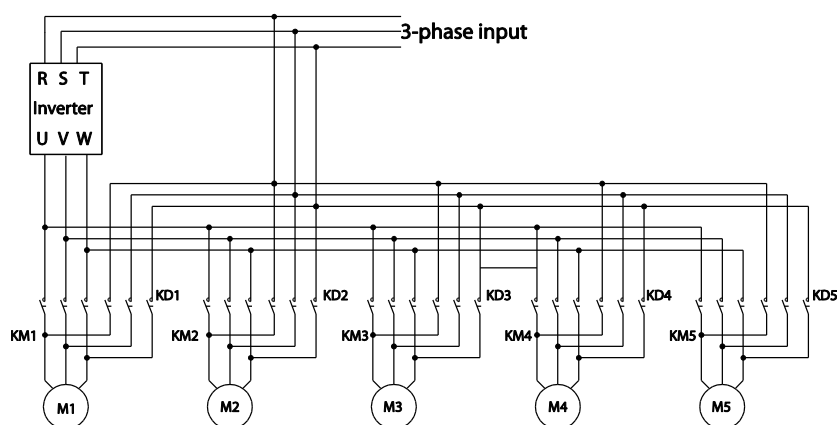 3-phase input
R S T
Inverter
U V W
KD1
KD2
KD3
KD4
KD5
KM1
KM2
KM3
KM4
KM5
M1
M2
M3
M4
M5